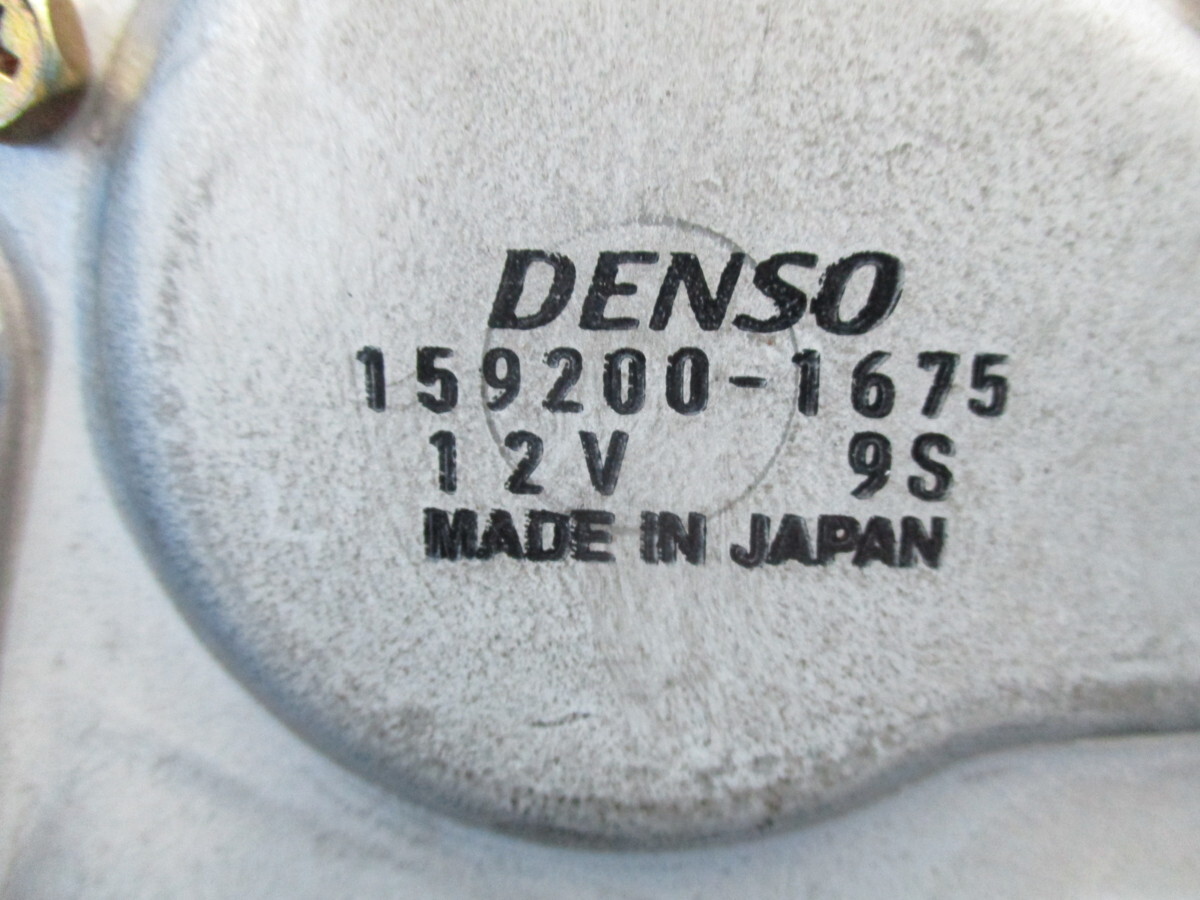 DENSO
159200-1675
12V 9S
MADE IN JAPAN